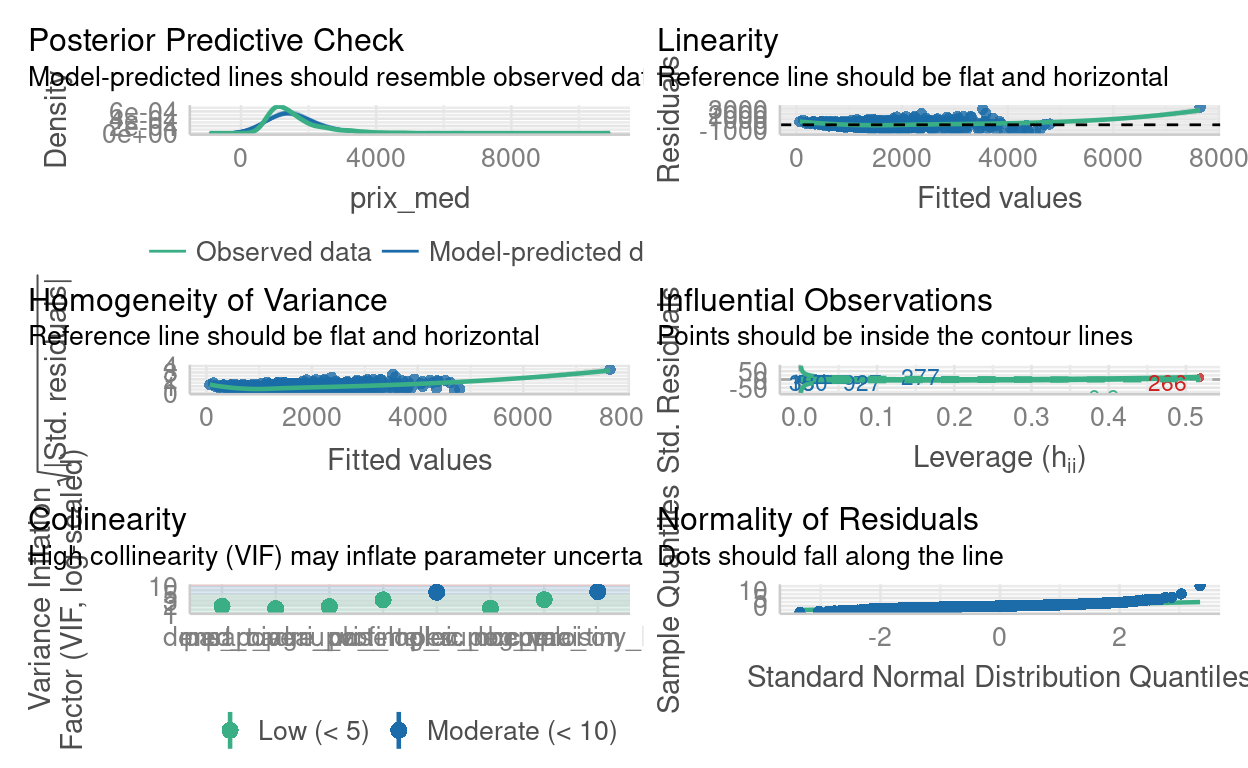 Posterior Predictive Check
Model-predicted lines should resemble observed dat
Density
6e-04
0e+00
0 4000 8000
prix_med
Observed data Model-predicted d
Linearity
Reference line should be flat and horizontal
Residuals
3000
-1000
0 2000 4000 6000 8000
Fitted values
Homogeneity of Variance
Reference line should be flat and horizontal
√|Std. residuals|
4
0
0 2000 4000 6000 800
Fitted values
Influential Observations
Points should be inside the contour lines
Std. Residuals
50
-50
927 277 266
0.0 0.1 0.2 0.3 0.4 0.5
Leverage (hii)
Collinearity
High collinearity (VIF) may inflate parameter uncerta
Variance Inflation
Factor (VIF, log-scaled)
10
1
Low (< 5) Moderate (< 10)
Normality of Residuals
Dots should fall along the line
Sample Quantiles
10
5
0
-2 0 2
Standard Normal Distribution Quantiles